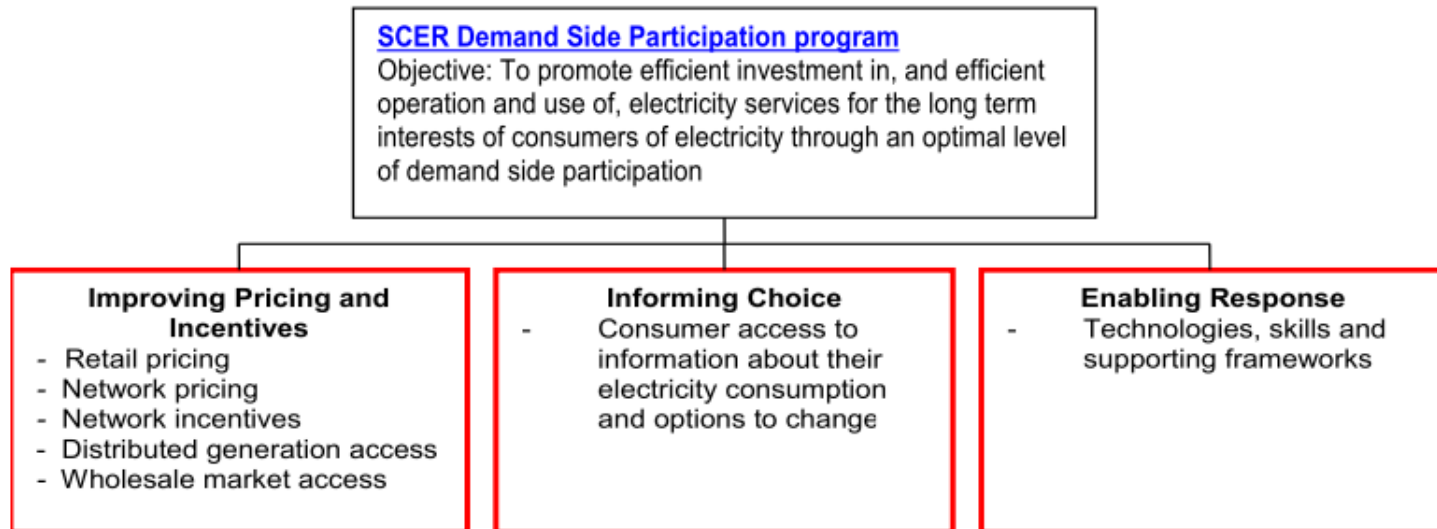 SCER Demand Side Participation program
Objective: To promote efficient investment in, and efficient
operation and use of, electricity services for the long term
interests of consumers of electricity through an optimal level
of demand side participation
Improving Pricing and
Incentives
- Retail pricing
- Network pricing
- Network incentives
- Distributed generation access
- Wholesale market access
Informing Choice
- Consumer access to
information about their
electricity consumption
and options to change
Enabling Response
- Technologies, skills and
supporting frameworks